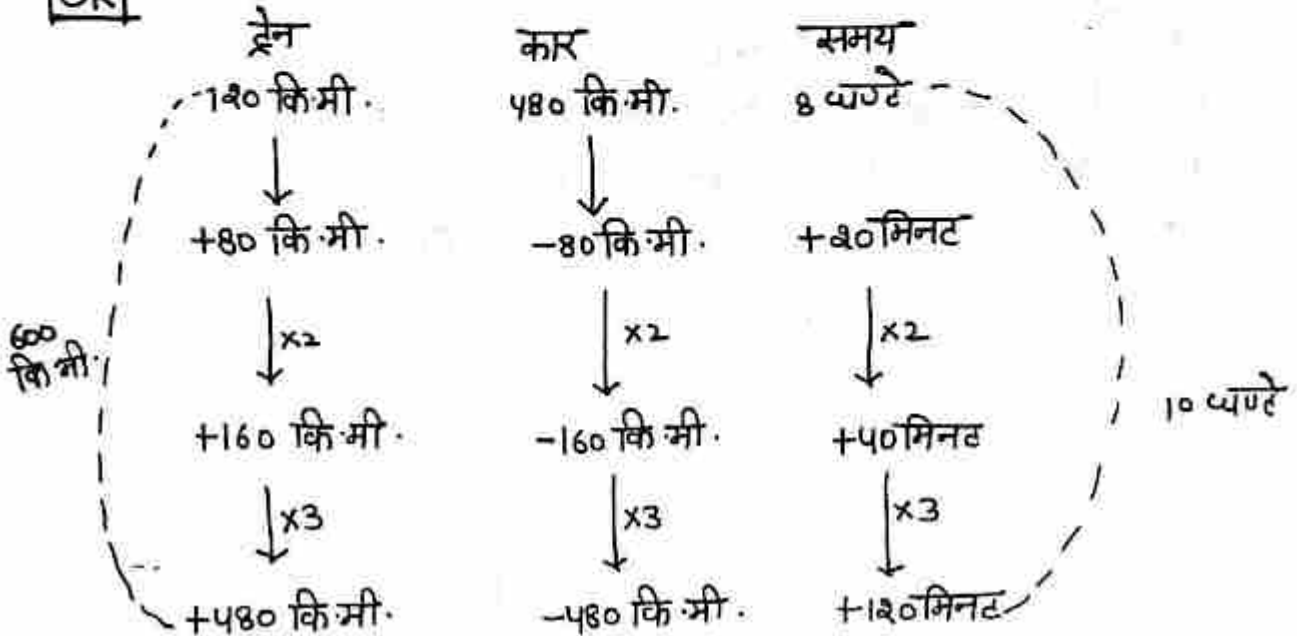 OR
ट्रेन कार समय
120 कि.मी. 480 कि.मी. 8 घण्टे
+80 कि.मी. -80 कि.मी. +20 मिनट
×2 ×2 ×2
600
कि.मी.
10 घण्टे
+160 कि.मी. -160 कि.मी. +40 मिनट
×3 ×3 ×3
+480 कि.मी. -480 कि.मी. +120 मिनट